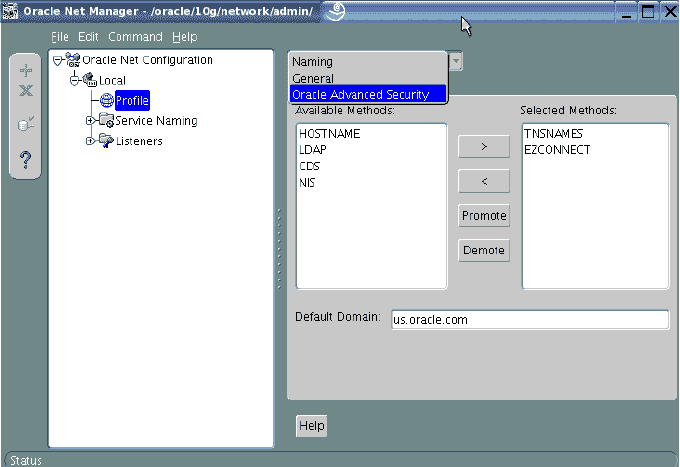 Oracle Net Manager - /oracle/10g/network/admin/
File Edit Command Help
Oracle Net Configuration
Local
Profile
Service Naming
Listeners
Naming
General
Oracle Advanced Security
Available Methods:
HOSTNAME
LDAP
CDS
NIS
>
<
Promote
Demote
Selected Methods:
TNSNAMES
EZCONNECT
Default Domain: us.oracle.com
Help
Status